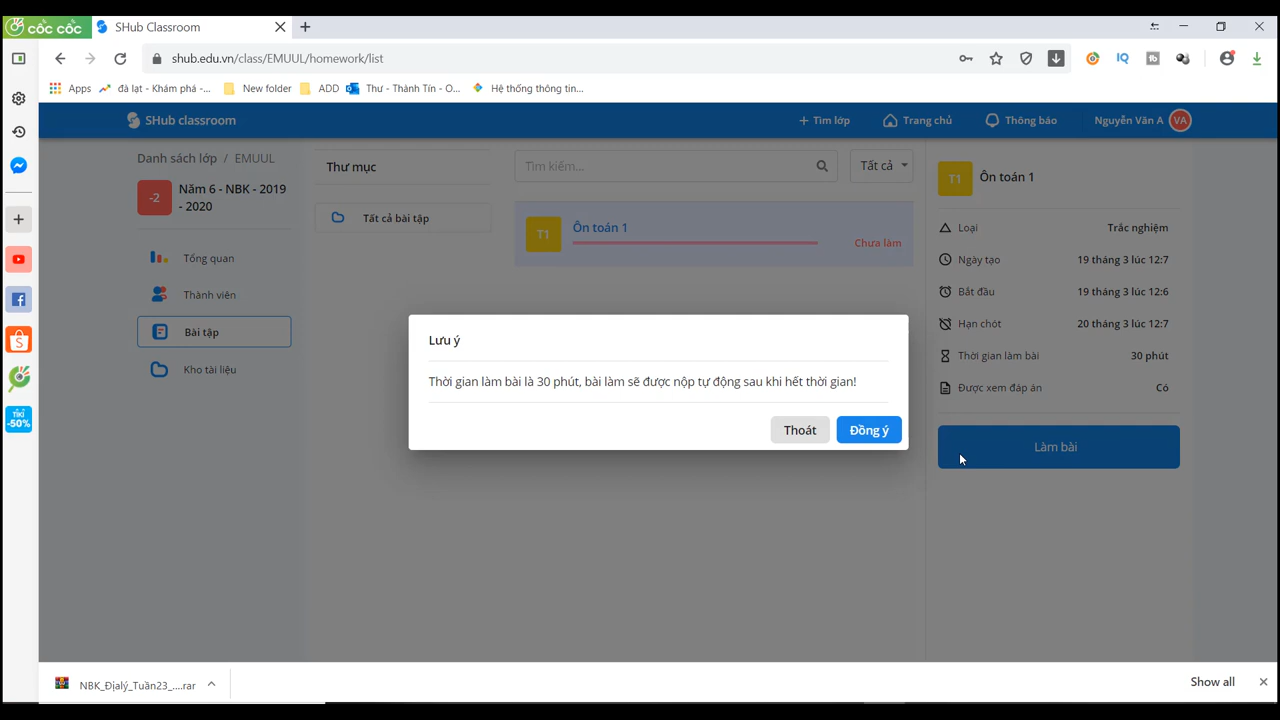 cốc cốc
SHub Classroom
shub.edu.vn/class/EMUUL/homework/list
IQ
Apps
đà lạt - Khám phá -...
New folder
ADD
Thư - Thành Tín - O...
Hệ thống thông tin...
SHub classroom
Tìm lớp
Trang chủ
Thông báo
Nguyễn Văn A
VA
Danh sách lớp / EMUUL
-2
Năm 6 - NBK - 2019
- 2020
Tổng quan
Thành viên
Bài tập
Kho tài liệu
Thư mục
Tất cả bài tập
Tìm kiếm...
Tất cả
T1
Ôn toán 1
Chưa làm
T1
Ôn toán 1
Loại
Trắc nghiệm
Ngày tạo
19 tháng 3 lúc 12:7
Bắt đầu
19 tháng 3 lúc 12:6
Hạn chót
20 tháng 3 lúc 12:7
Thời gian làm bài
30 phút
Được xem đáp án
Có
Làm bài
Lưu ý
Thời gian làm bài là 30 phút, bài làm sẽ được nộp tự động sau khi hết thời gian!
Thoát
Đồng ý
TIKI
-50%
NBK_Địalý_Tuần23_....rar
Show all